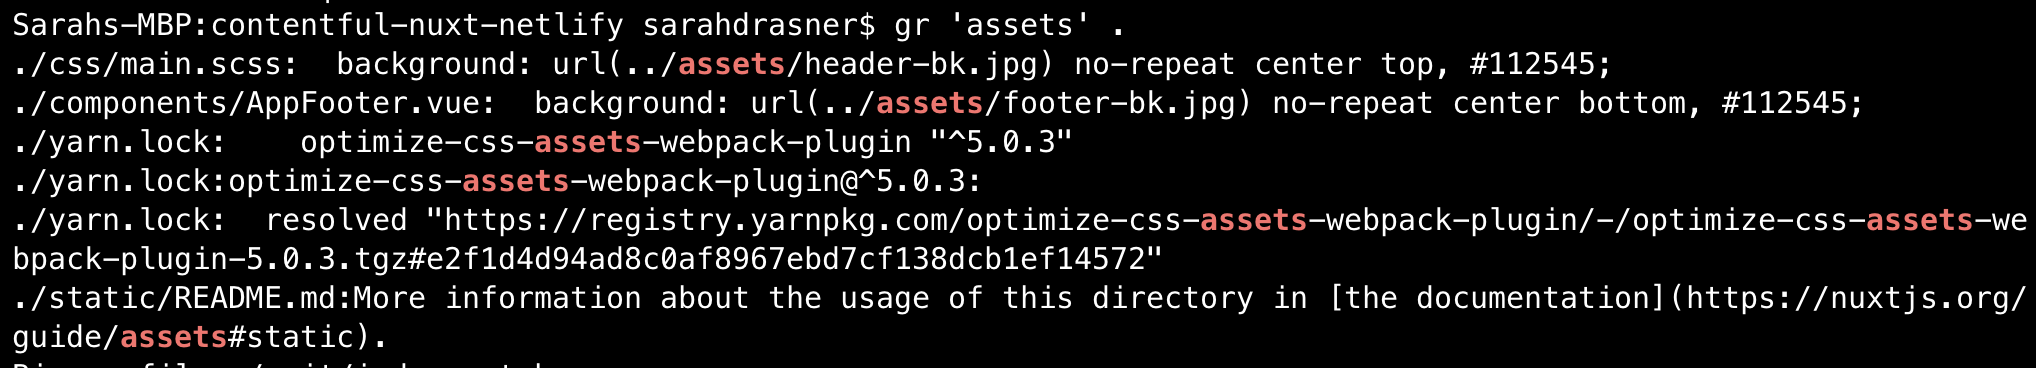 Sarahs-MBP:contentful-nuxt-netlify sarahdrasner$ gr 'assets' .
./css/main.scss:  background: url(../assets/header-bk.jpg) no-repeat center top, #112545;
./components/AppFooter.vue:  background: url(../assets/footer-bk.jpg) no-repeat center bottom, #112545;
./yarn.lock:    optimize-css-assets-webpack-plugin "^5.0.3"
./yarn.lock:optimize-css-assets-webpack-plugin@^5.0.3:
./yarn.lock:  resolved "https://registry.yarnpkg.com/optimize-css-assets-webpack-plugin/-/optimize-css-assets-we
bpack-plugin-5.0.3.tgz#e2f1d4d94ad8c0af8967ebd7cf138dcb1ef14572"
./static/README.md:More information about the usage of this directory in [the documentation](https://nuxtjs.org/
guide/assets#static).